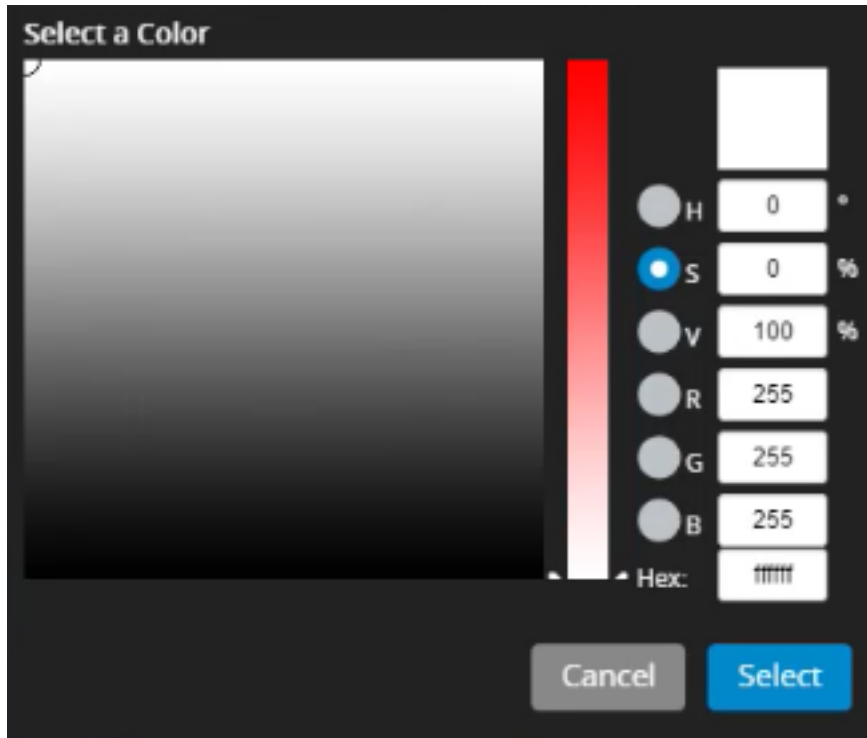 Select a Color
H 0 °
S 0 %
V 100 %
R 255
G 255
B 255
Hex: ffffff
Cancel Select